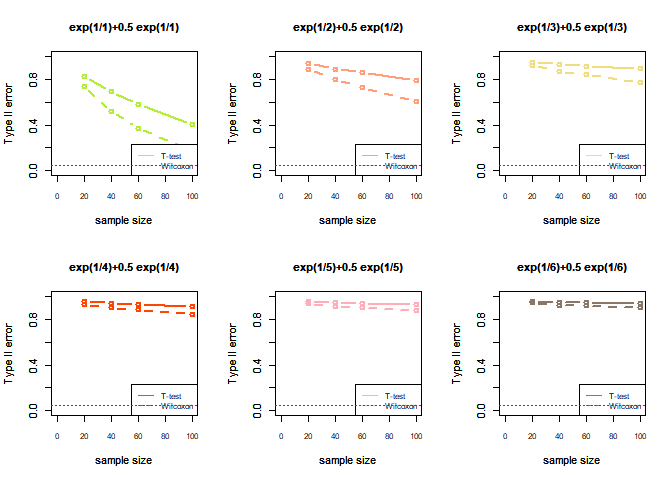 exp(1/1)+0.5 exp(1/1)
exp(1/2)+0.5 exp(1/2)
exp(1/3)+0.5 exp(1/3)
Type II error
0.0 0.4 0.8
T-test
Wilcoxon
0 20 40 60 80 100
sample size
Type II error
0.0 0.4 0.8
T-test
Wilcoxon
0 20 40 60 80 100
sample size
Type II error
0.0 0.4 0.8
T-test
Wilcoxon
0 20 40 60 80 100
sample size
exp(1/4)+0.5 exp(1/4)
exp(1/5)+0.5 exp(1/5)
exp(1/6)+0.5 exp(1/6)
Type II error
0.0 0.4 0.8
T-test
Wilcoxon
0 20 40 60 80 100
sample size
Type II error
0.0 0.4 0.8
T-test
Wilcoxon
0 20 40 60 80 100
sample size
Type II error
0.0 0.4 0.8
T-test
Wilcoxon
0 20 40 60 80 100
sample size